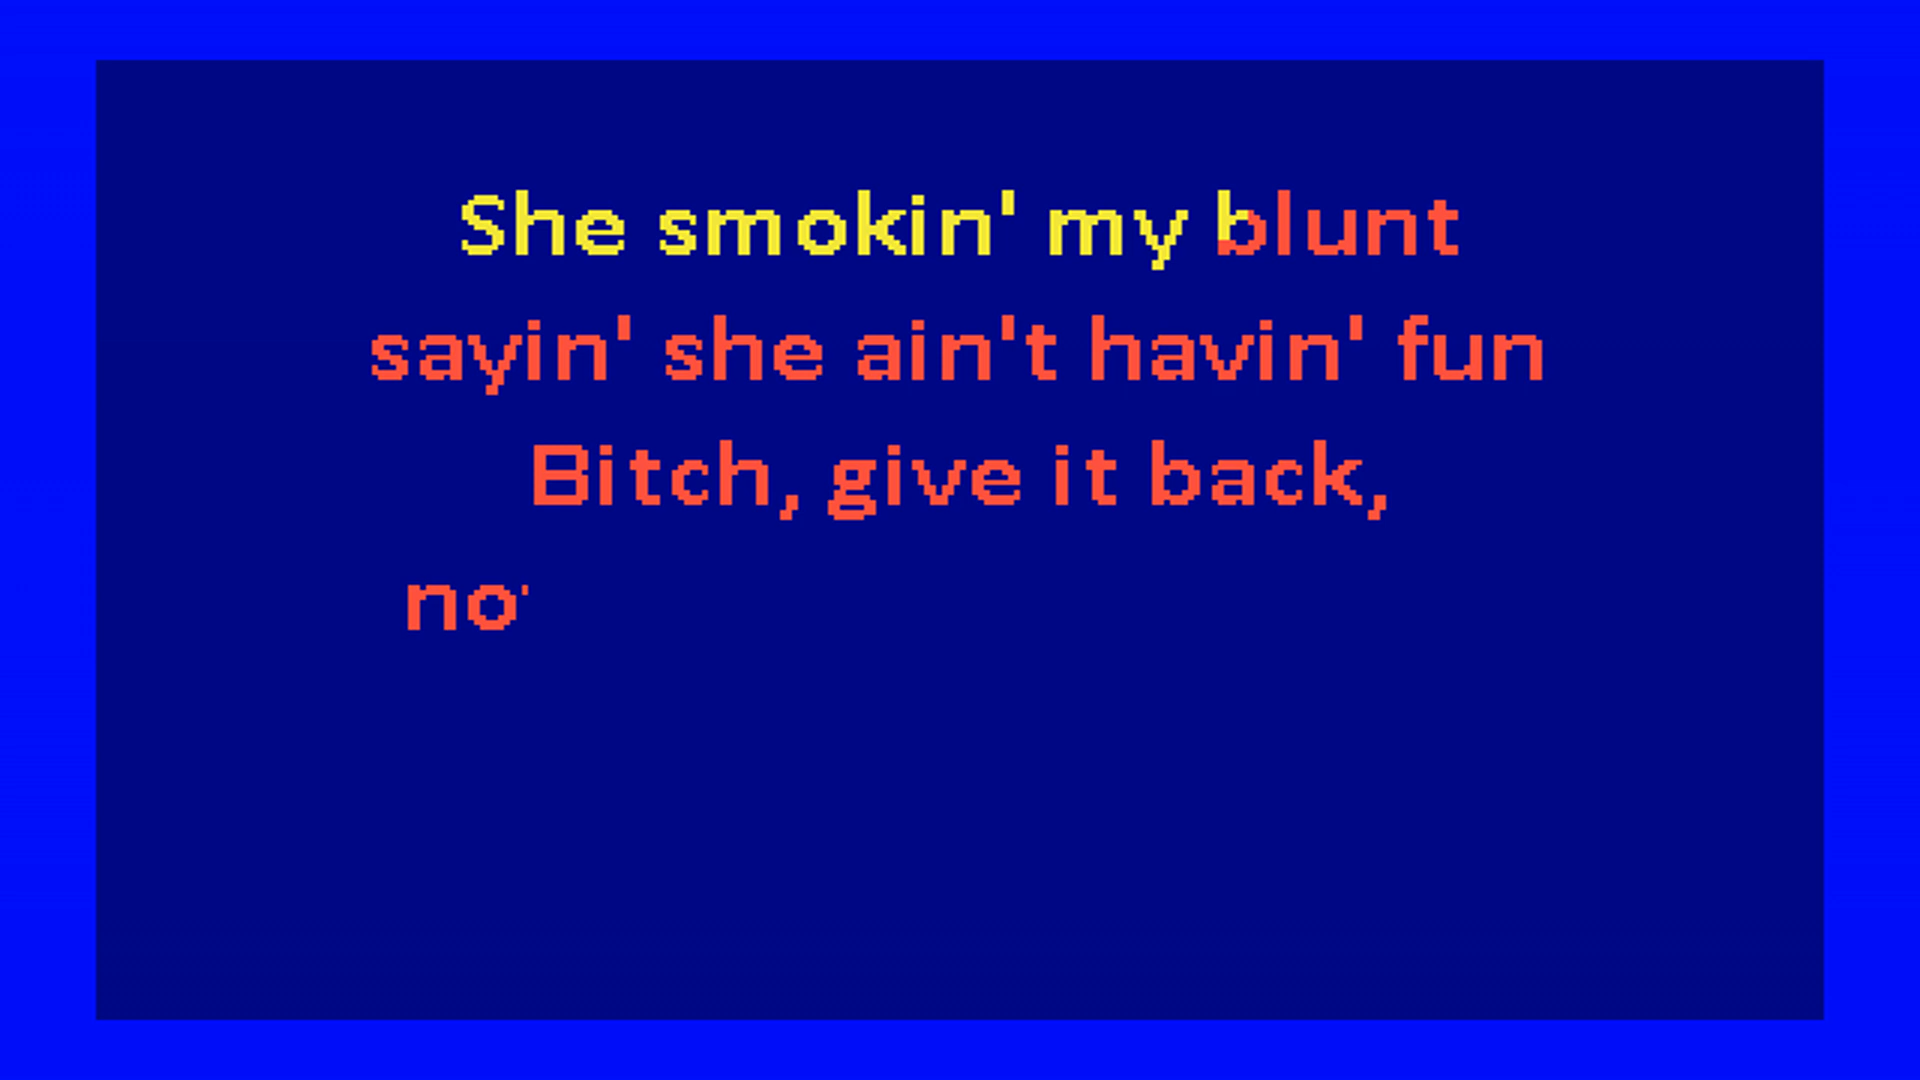 She smokin' my blunt
sayin' she ain't havin' fun
Bitch, give it back,